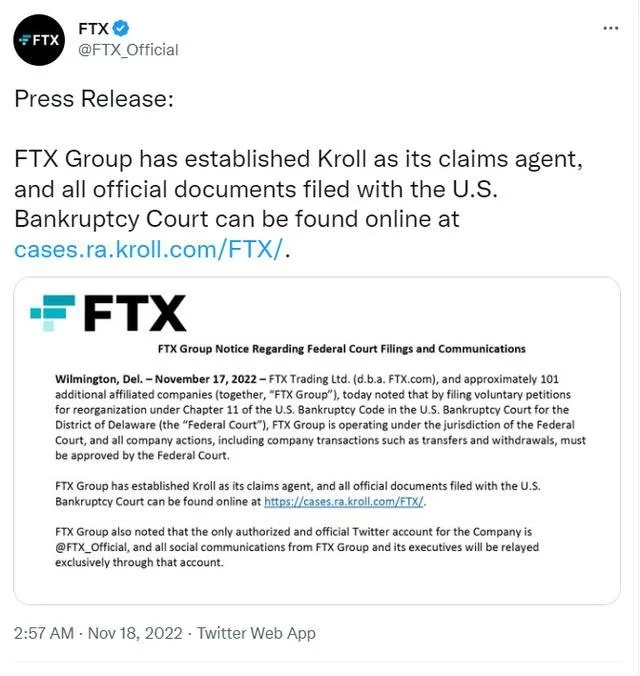 FTX
FTX
@FTX_Official
Press Release:
FTX Group has established Kroll as its claims agent,
and all official documents filed with the U.S.
Bankruptcy Court can be found online at
cases.ra.kroll.com/FTX/.
FTX
FTX Group Notice Regarding Federal Court Filings and Communications
Wilmington, Del. – November 17, 2022 – FTX Trading Ltd. (d.b.a. FTX.com), and approximately 101
additional affiliated companies (together, “FTX Group”), today noted that by filing voluntary petitions
for reorganization under Chapter 11 of the U.S. Bankruptcy Code in the U.S. Bankruptcy Court for the
District of Delaware (the “Federal Court”), FTX Group is operating under the jurisdiction of the Federal
Court, and all company actions, including company transactions such as transfers and withdrawals, must
be approved by the Federal Court.
FTX Group has established Kroll as its claims agent, and all official documents filed with the U.S.
Bankruptcy Court can be found online at https://cases.ra.kroll.com/FTX/.
FTX Group also noted that the only authorized and official Twitter account for the Company is
@FTX_Official, and all social communications from FTX Group and its executives will be relayed
exclusively through that account.
2:57 AM · Nov 18, 2022 · Twitter Web App